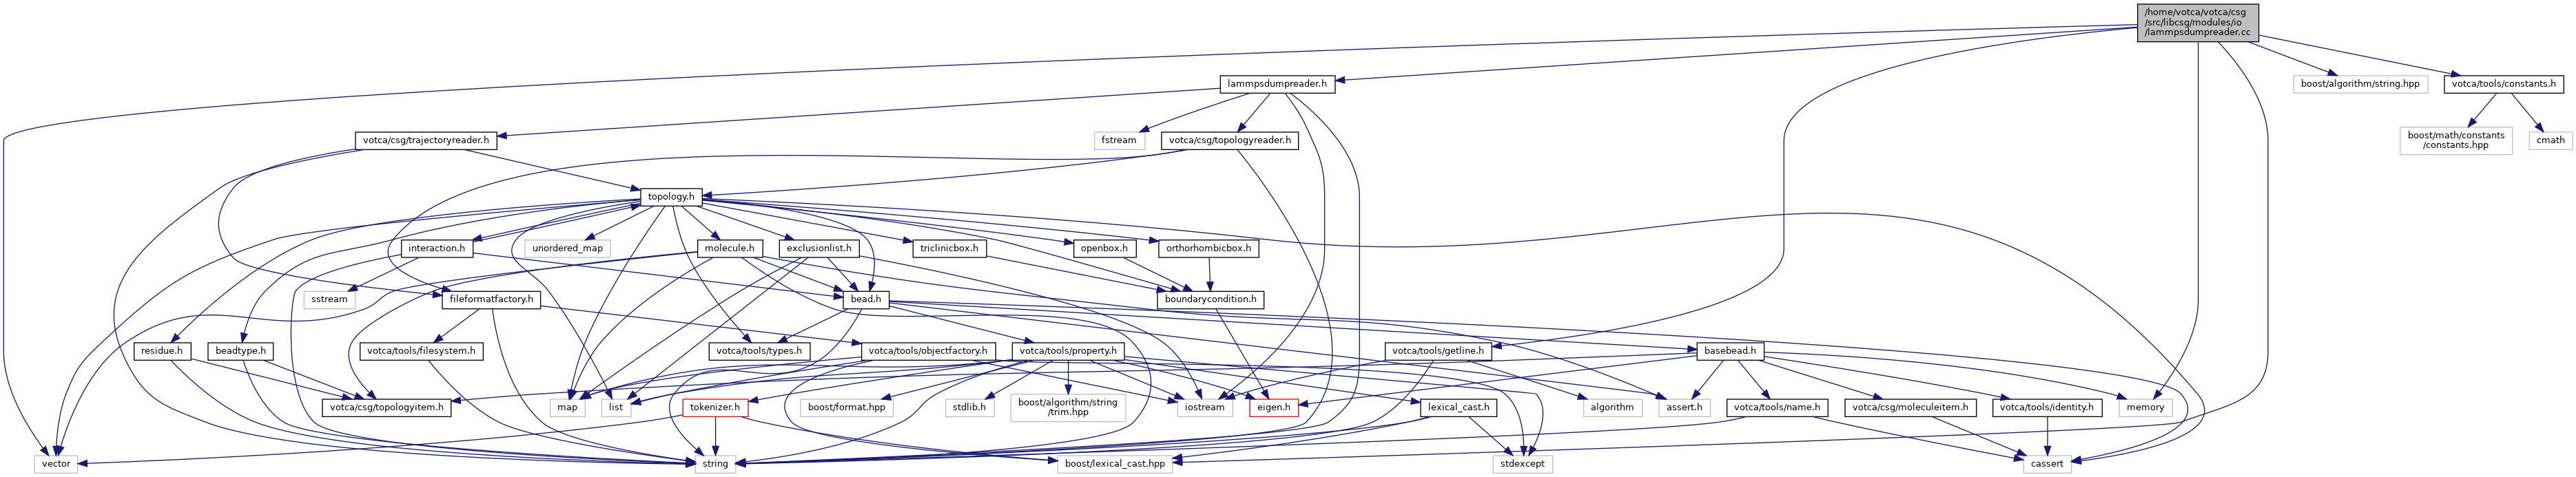 /home/votca/votca/csg
/src/libcsg/modules/io
/lammpsdumpreader.cc
lammpsdumpreader.h
boost/algorithm/string.hpp
votca/tools/constants.h
votca/csg/trajectoryreader.h
fstream
votca/csg/topologyreader.h
boost/math/constants
/constants.hpp
cmath
topology.h
interaction.h
unordered_map
molecule.h
exclusionlist.h
triclinicbox.h
openbox.h
orthorhombicbox.h
sstream
fileformatfactory.h
bead.h
boundarycondition.h
residue.h
beadtype.h
votca/tools/filesystem.h
votca/tools/types.h
votca/tools/objectfactory.h
votca/tools/property.h
votca/tools/getline.h
basebead.h
votca/csg/topologyitem.h
map
list
tokenizer.h
boost/format.hpp
stdlib.h
boost/algorithm/string
/trim.hpp
iostream
eigen.h
lexical_cast.h
algorithm
assert.h
votca/tools/name.h
votca/csg/moleculeitem.h
votca/tools/identity.h
memory
vector
string
boost/lexical_cast.hpp
stdexcept
cassert